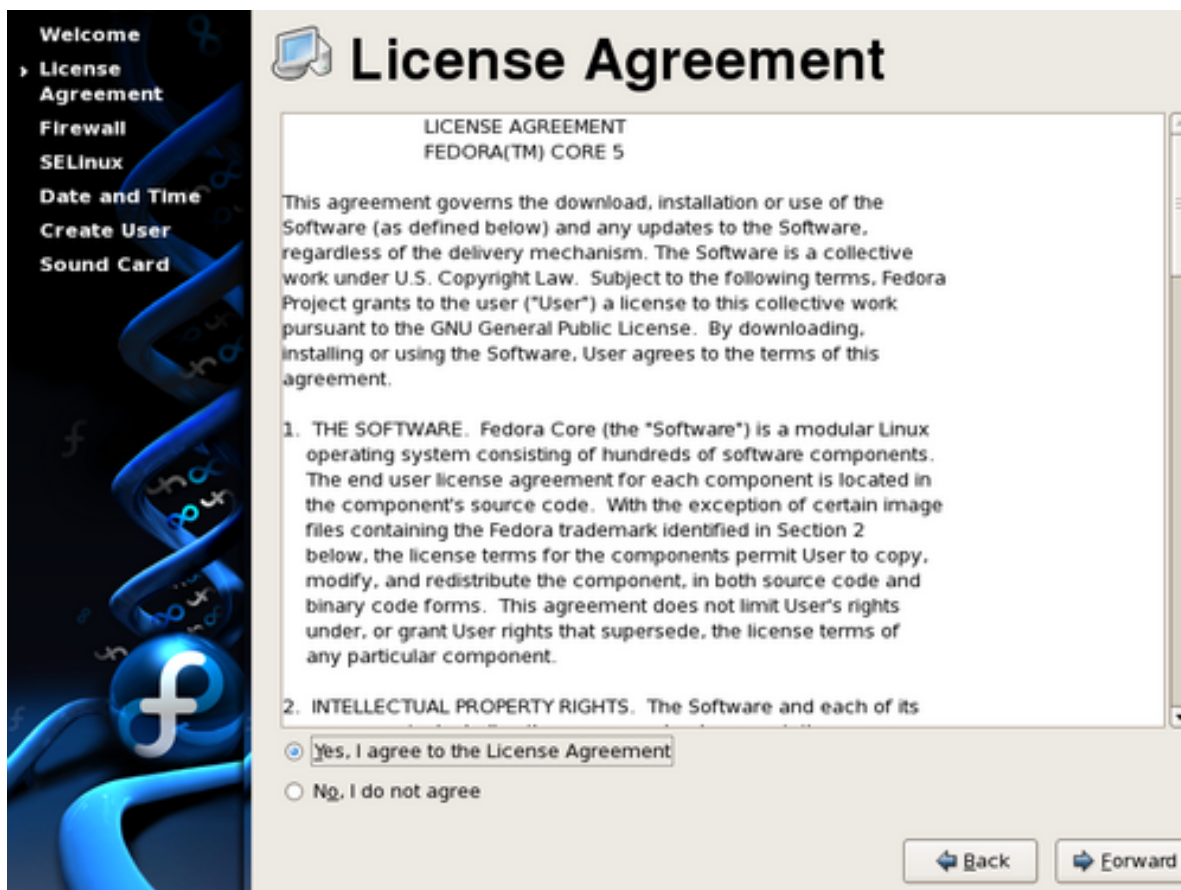 Welcome
License
Agreement
Firewall
SELinux
Date and Time
Create User
Sound Card
License Agreement
LICENSE AGREEMENT
FEDORA(TM) CORE 5
This agreement governs the download, installation or use of the
Software (as defined below) and any updates to the Software,
regardless of the delivery mechanism. The Software is a collective
work under U.S. Copyright Law.  Subject to the following terms, Fedora
Project grants to the user ("User") a license to this collective work
pursuant to the GNU General Public License.  By downloading,
installing or using the Software, User agrees to the terms of this
agreement.
1.  THE SOFTWARE.  Fedora Core (the "Software") is a modular Linux
operating system consisting of hundreds of software components.
The end user license agreement for each component is located in
the component's source code.  With the exception of certain image
files containing the Fedora trademark identified in Section 2
below, the license terms for the components permit User to copy,
modify, and redistribute the component, in both source code and
binary code forms.  This agreement does not limit User's rights
under, or grant User rights that supersede, the license terms of
any particular component.
2.  INTELLECTUAL PROPERTY RIGHTS.  The Software and each of its
Yes, I agree to the License Agreement
No, I do not agree
Back
Forward